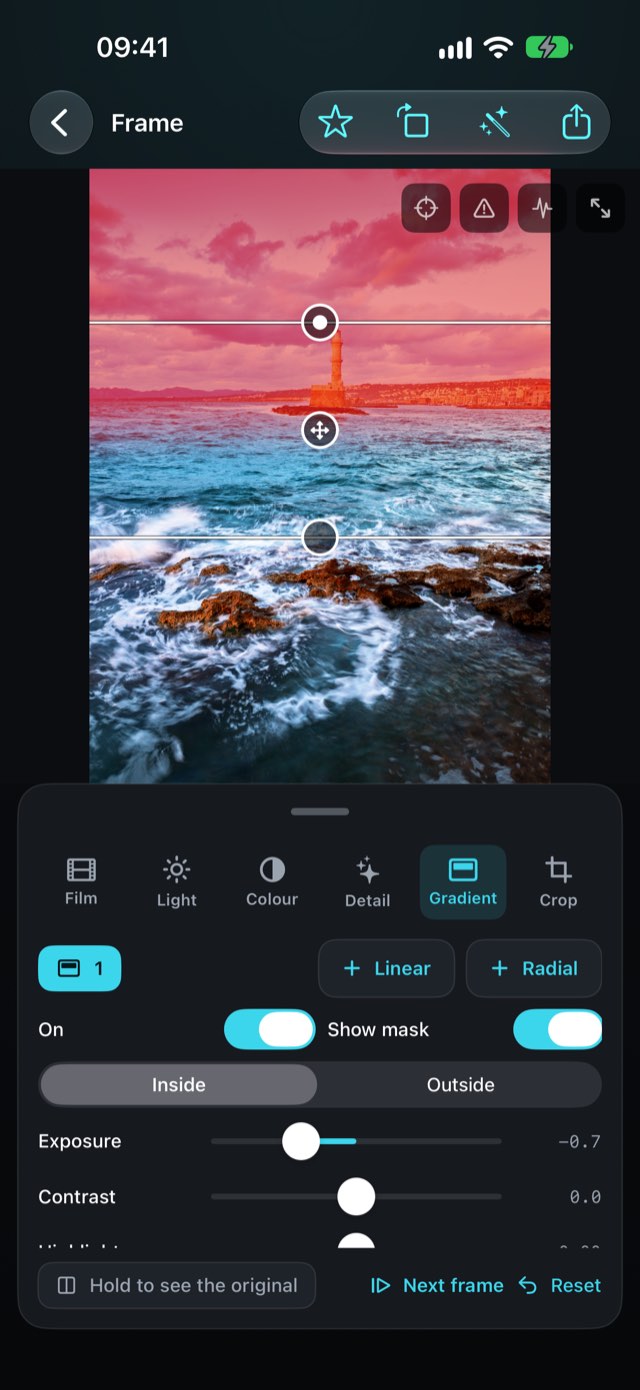 09:41
Frame
Film
Light
Colour
Detail
Gradient
Crop
1
+ Linear
+ Radial
On
Show mask
Inside
Outside
Exposure
−0.7
Contrast
0.0
Hold to see the original
Next frame
Reset